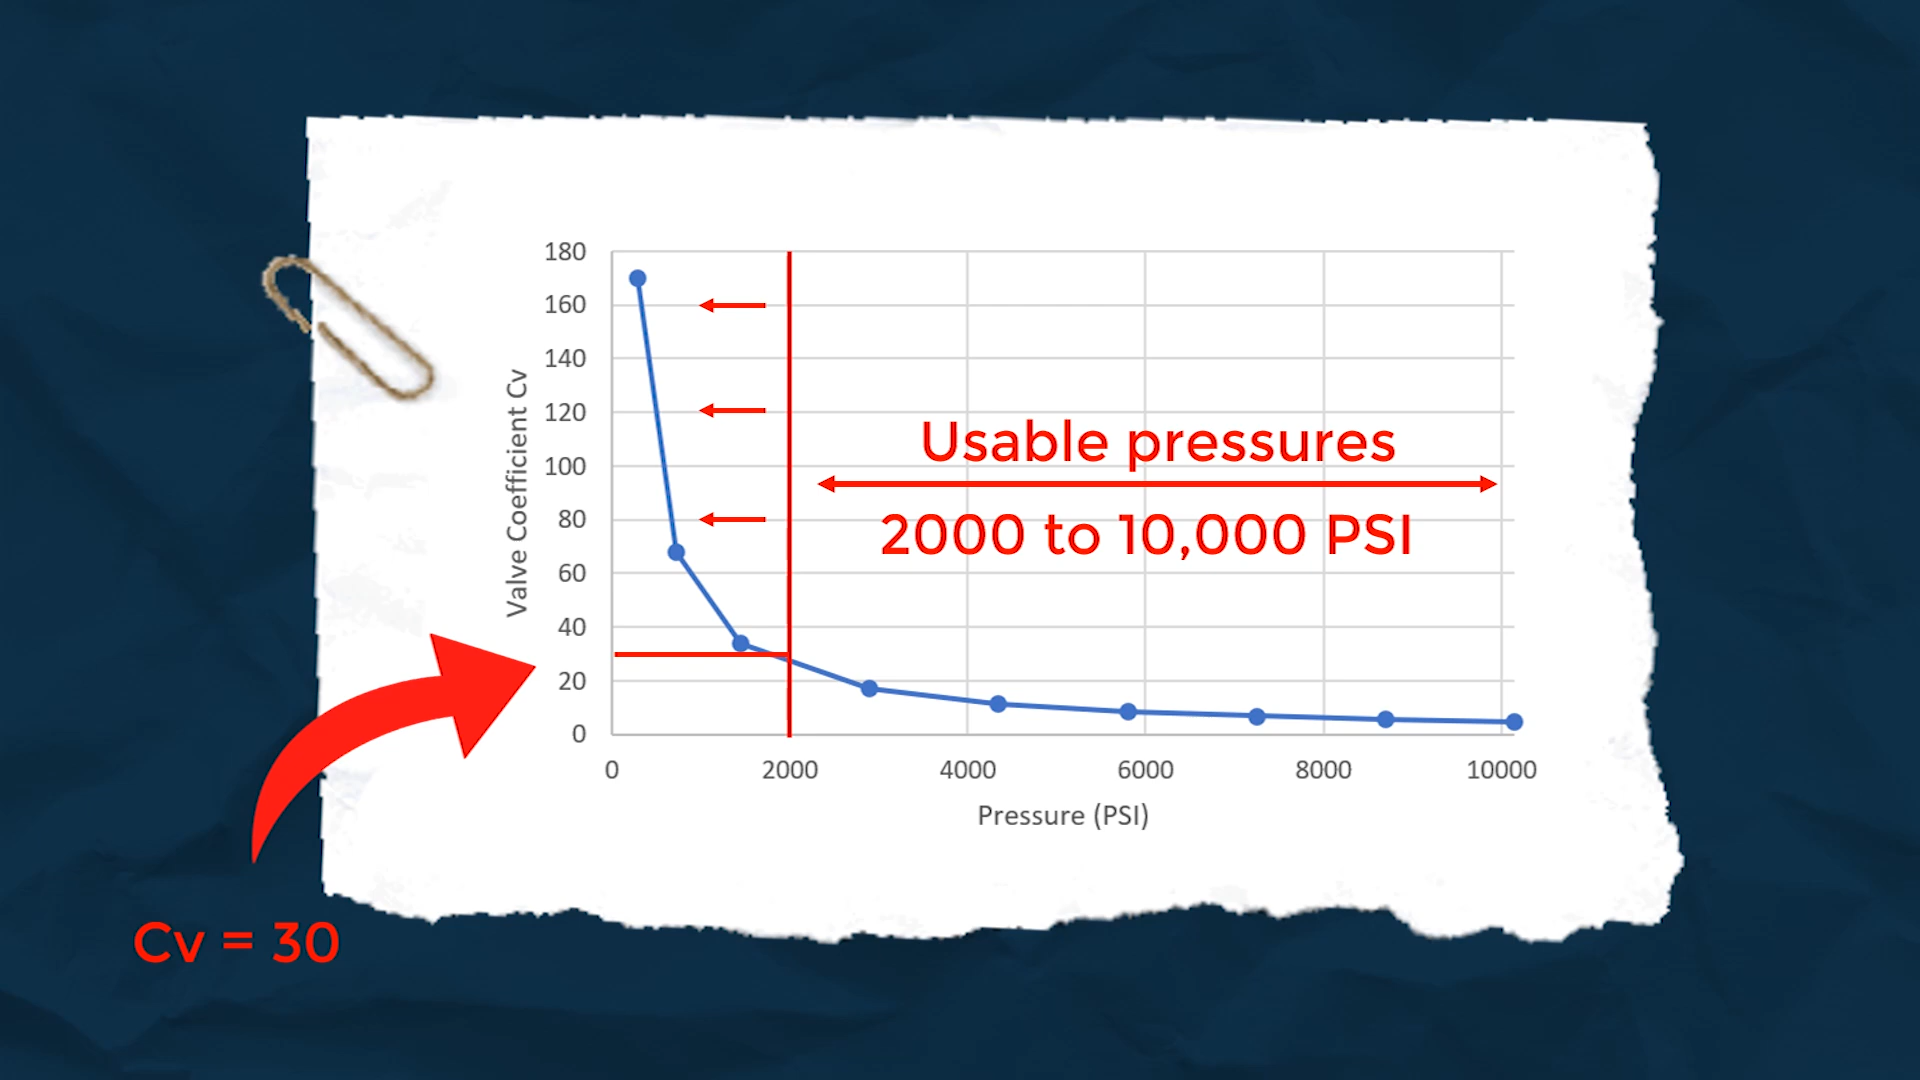 180
160
140
120
100
80
60
40
20
0
Valve Coefficient Cv
Usable pressures
2000 to 10,000 PSI
0 2000 4000 6000 8000 10000
Pressure (PSI)
Cv = 30